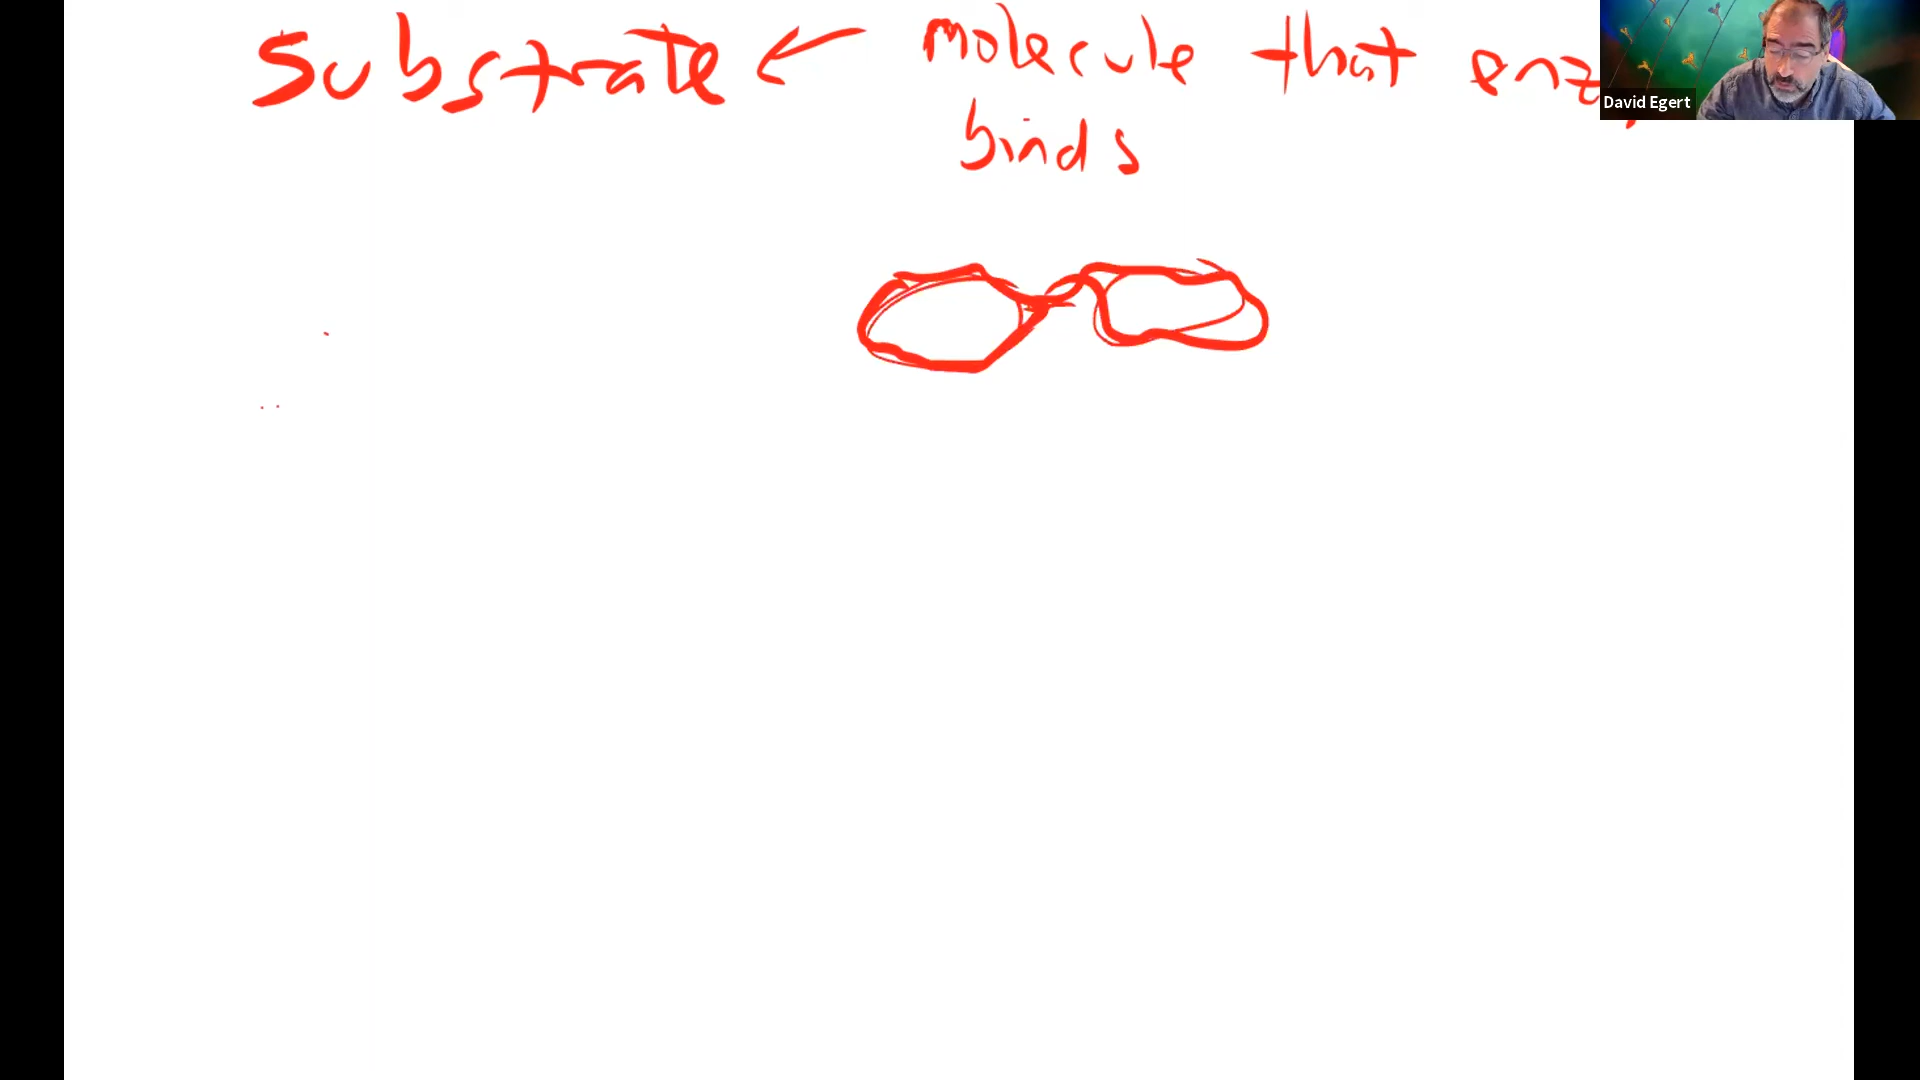 substrate ← molecule that enz
binds
David Egert